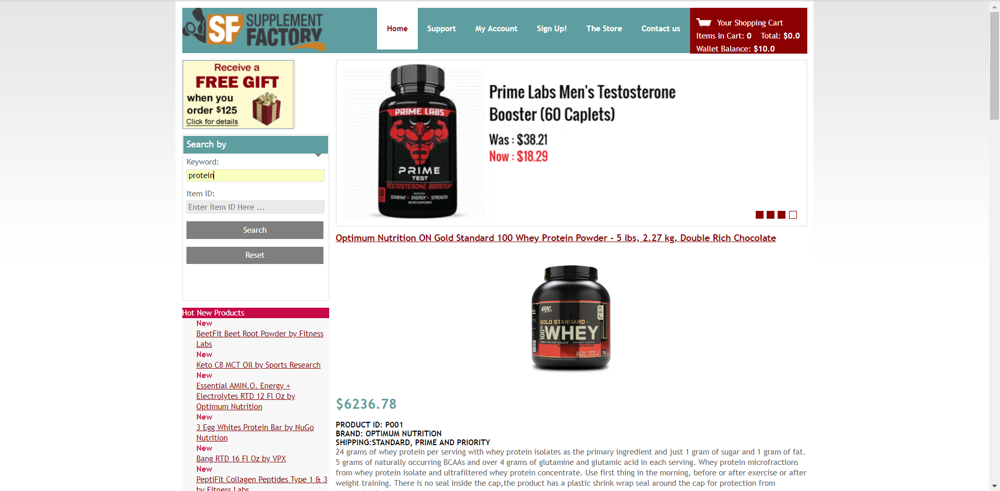 SF SUPPLEMENT FACTORY
Home
Support
My Account
Sign Up!
The Store
Contact us
Your Shopping Cart
Items in Cart: 0 Total: $0.0
Wallet Balance: $10.0
Receive a
FREE GIFT
when you
order $125
Click for details
Search by
Keyword:
protein
Item ID:
Enter Item ID Here ...
Search
Reset
Hot New Products
New
BeetFit Beet Root Powder by Fitness
Labs
New
Keto C8 MCT Oil by Sports Research
New
Essential AMIN.O. Energy +
Electrolytes RTD 12 Fl Oz by
Optimum Nutrition
New
3 Egg Whites Protein Bar by NuGo
Nutrition
New
Bang RTD 16 Fl Oz by VPX
New
PeptiFit Collagen Peptides Type 1 & 3
by Fitness Labs
PRIME LABS
PRIME
TEST
TESTOSTERONE BOOSTER
STAMINA • ENERGY • STRENGTH
DIETARY SUPPLEMENT
Prime Labs Men's Testosterone
Booster (60 Caplets)
Was : $38.21
Now : $18.29
Optimum Nutrition ON Gold Standard 100 Whey Protein Powder - 5 lbs, 2.27 kg, Double Rich Chocolate
ON
GOLD STANDARD
100% WHEY
WHEY PROTEIN ISOLATE • PRIMARY SOURCE
GLUTEN
FREE
74
$6236.78
PRODUCT ID: P001
BRAND: OPTIMUM NUTRITION
SHIPPING:STANDARD, PRIME AND PRIORITY
24 grams of whey protein per serving with whey protein isolates as the primary ingredient and just 1 gram of sugar and 1 gram of fat.
5 grams of naturally occurring BCAAs and over 4 grams of glutamine and glutamic acid in each serving. Whey protein microfractions
from whey protein isolate and ultrafiltered whey protein concentrate. Use first thing in the morning, before or after exercise or after
weight training. There is no seal inside the cap,the product has a plastic shrink wrap seal around the cap for protection from